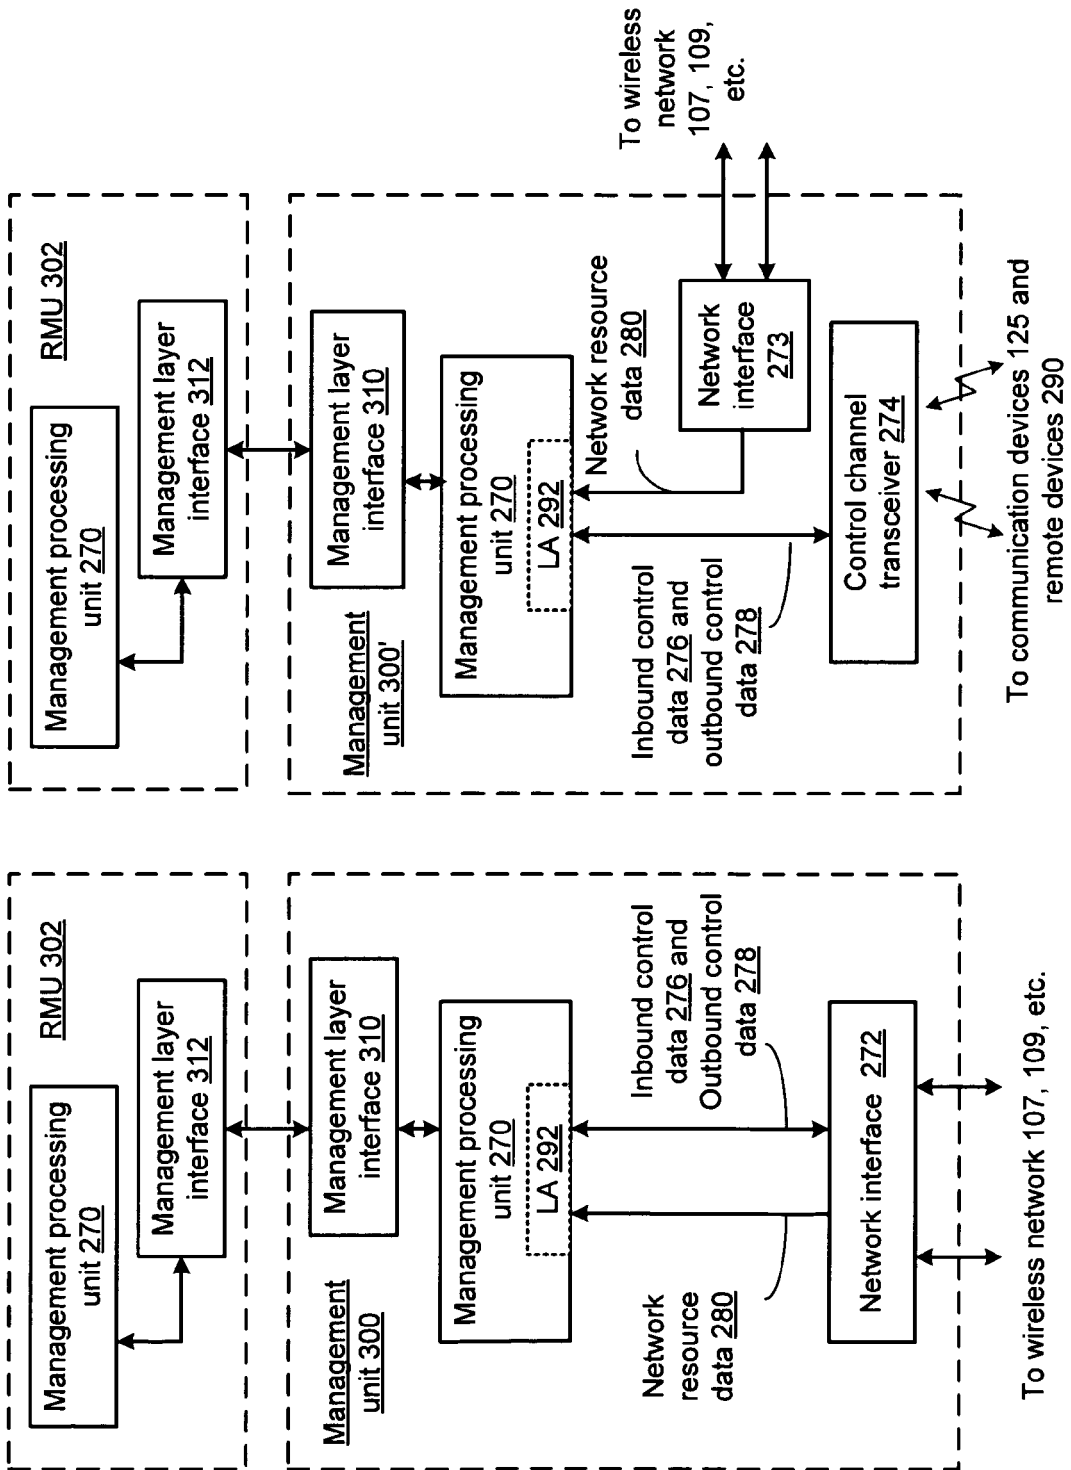 RMU 302
Management processing
unit 270
Management layer
interface 312
Management layer
interface 310
Management
unit 300
Management processing
unit 270
LA 292
Network
resource
data 280
Inbound control
data 276 and
Outbound control
data 278
Network interface 272
To wireless network 107, 109, etc.
RMU 302
Management processing
unit 270
Management layer
interface 312
Management layer
interface 310
Management
unit 300'
Management processing
unit 270
LA 292
Network resource
data 280
Inbound control
data 276 and
outbound control
data 278
Network
interface
273
To wireless
network
107, 109,
etc.
Control channel
transceiver 274
To communication devices 125 and
remote devices 290